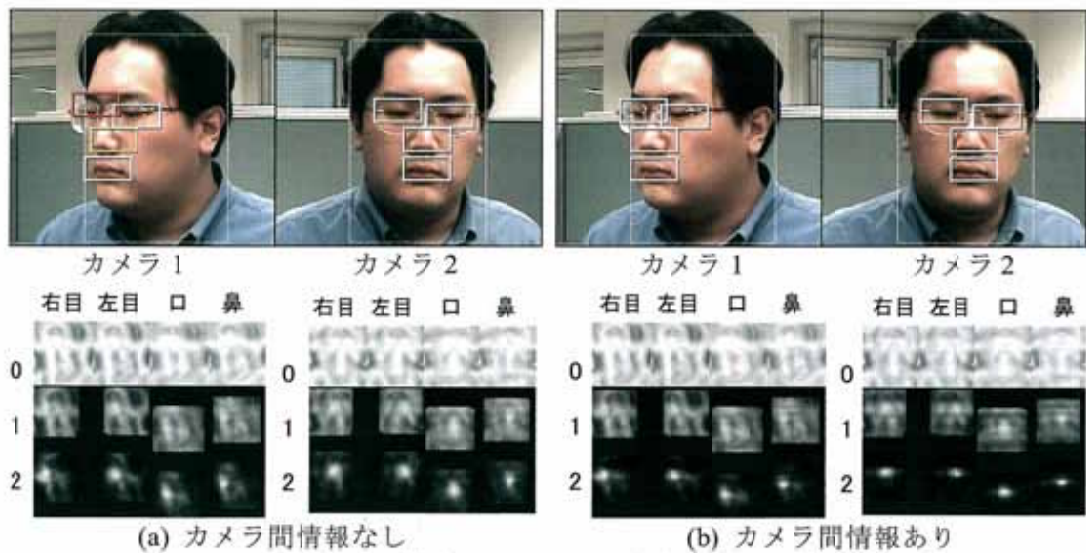 カメラ1 カメラ2 カメラ1 カメラ2
右目 左目 口 鼻 右目 左目 口 鼻 右目 左目 口 鼻 右目 左目 口 鼻
0 0 0 0
1 1 1 1
2 2 2 2
(a) カメラ間情報なし (b) カメラ間情報あり